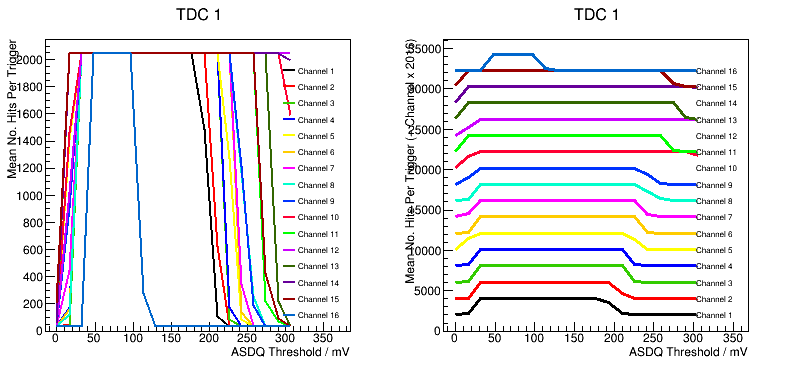 TDC 1
Mean No. Hits Per Trigger
2000
1800
1600
1400
1200
1000
800
600
400
200
0
0 50 100 150 200 250 300 350
ASDQ Threshold / mV
Channel 1
Channel 2
Channel 3
Channel 4
Channel 5
Channel 6
Channel 7
Channel 8
Channel 9
Channel 10
Channel 11
Channel 12
Channel 13
Channel 14
Channel 15
Channel 16
TDC 1
Mean No. Hits Per Trigger (+ Channel x 2016)
35000
30000
25000
20000
15000
10000
5000
0
0 50 100 150 200 250 300 350
ASDQ Threshold / mV
Channel 16
Channel 15
Channel 14
Channel 13
Channel 12
Channel 11
Channel 10
Channel 9
Channel 8
Channel 7
Channel 6
Channel 5
Channel 4
Channel 3
Channel 2
Channel 1